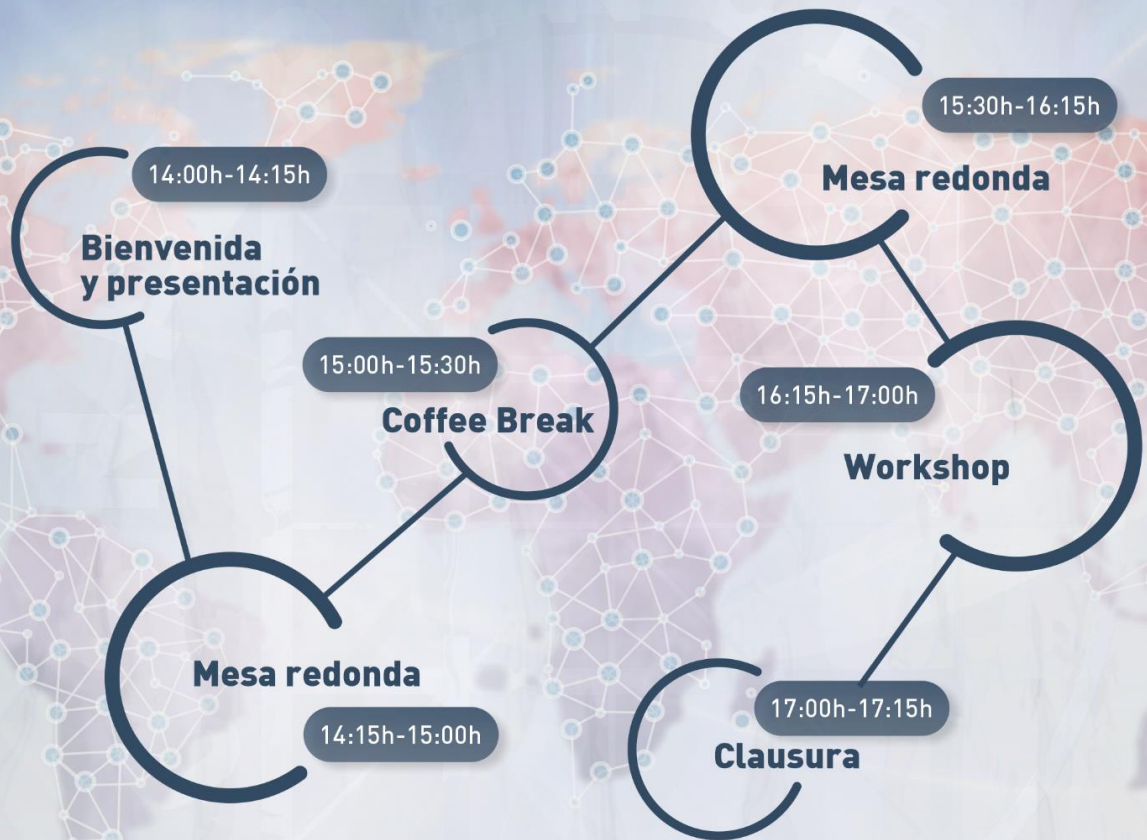 14:00h-14:15h
Bienvenida
y presentación
Mesa redonda
14:15h-15:00h
15:00h-15:30h
Coffee Break
15:30h-16:15h
Mesa redonda
16:15h-17:00h
Workshop
17:00h-17:15h
Clausura